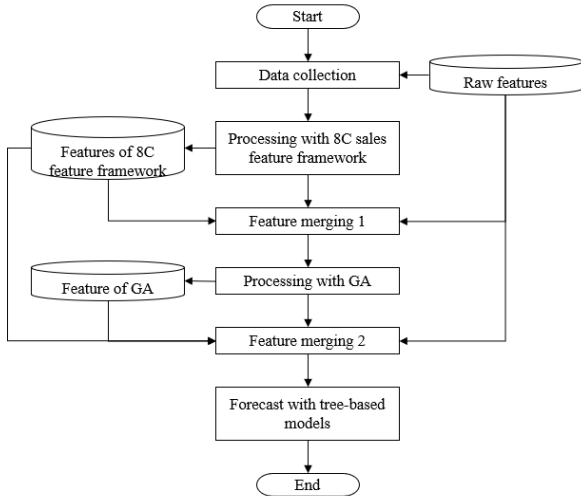 Start
Data collection
Raw features
Processing with 8C sales
feature framework
Features of 8C
feature framework
Feature merging 1
Processing with GA
Feature of GA
Feature merging 2
Forecast with tree-based
models
End